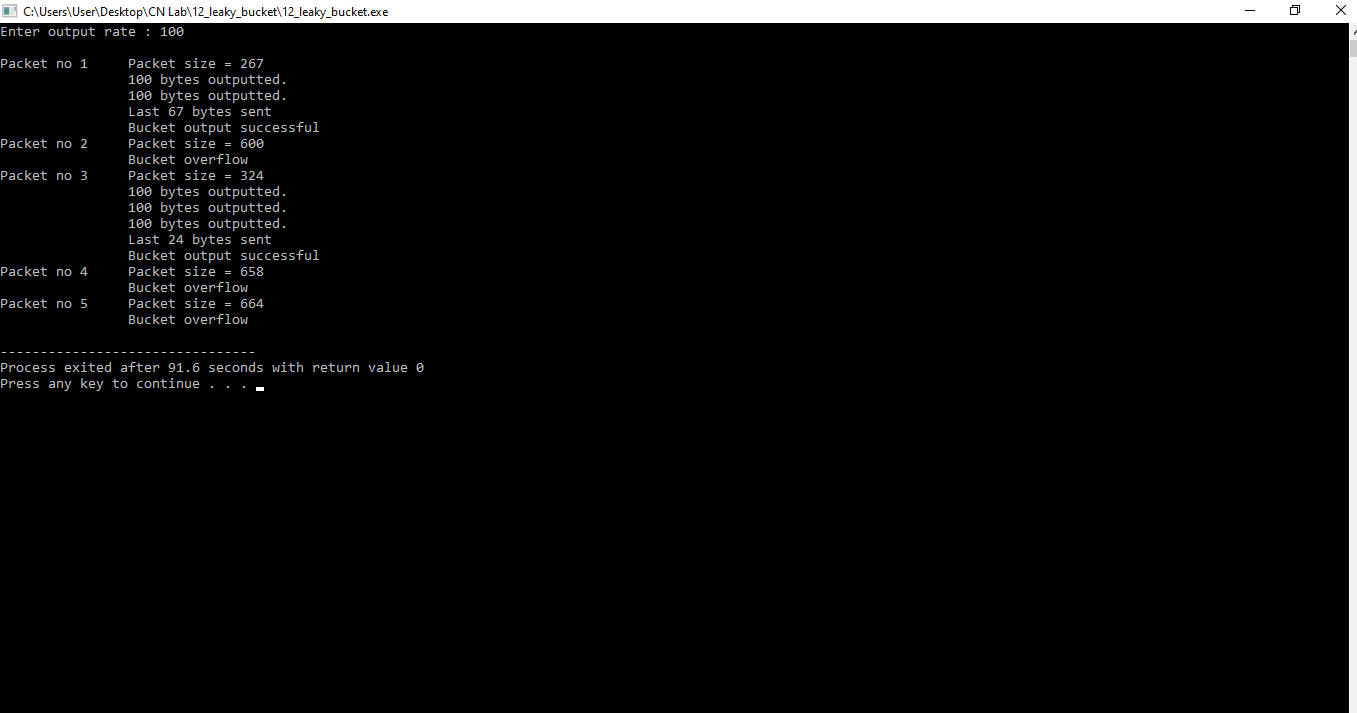 C:\Users\User\Desktop\CN Lab\12_leaky_bucket\12_leaky_bucket.exe
Enter output rate : 100
Packet no 1     Packet size = 267
                100 bytes outputted.
                100 bytes outputted.
                Last 67 bytes sent
                Bucket output successful
Packet no 2     Packet size = 600
                Bucket overflow
Packet no 3     Packet size = 324
                100 bytes outputted.
                100 bytes outputted.
                100 bytes outputted.
                Last 24 bytes sent
                Bucket output successful
Packet no 4     Packet size = 658
                Bucket overflow
Packet no 5     Packet size = 664
                Bucket overflow
--------------------------------
Process exited after 91.6 seconds with return value 0
Press any key to continue . . .